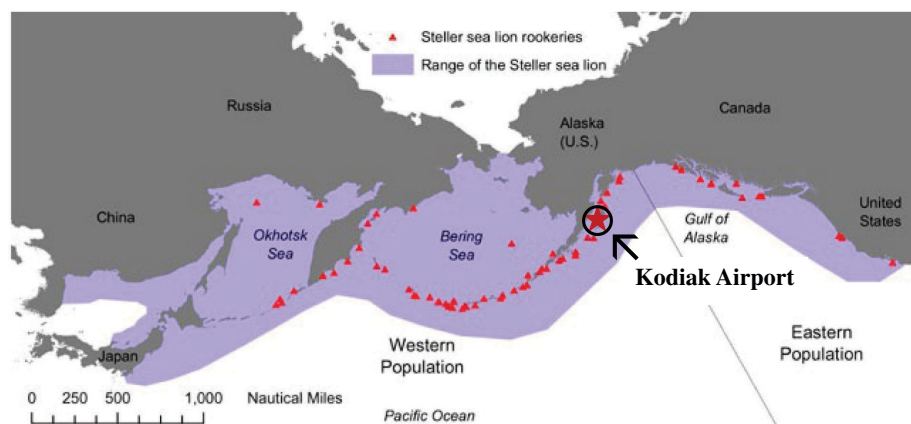 Steller sea lion rookeries
Range of the Steller sea lion
Russia
Canada
Alaska
(U.S.)
China
United
States
Okhotsk
Sea
Bering
Sea
Gulf of
Alaska
Kodiak Airport
Japan
Western
Population
Eastern
Population
0 250 500 1,000 Nautical Miles
Pacific Ocean